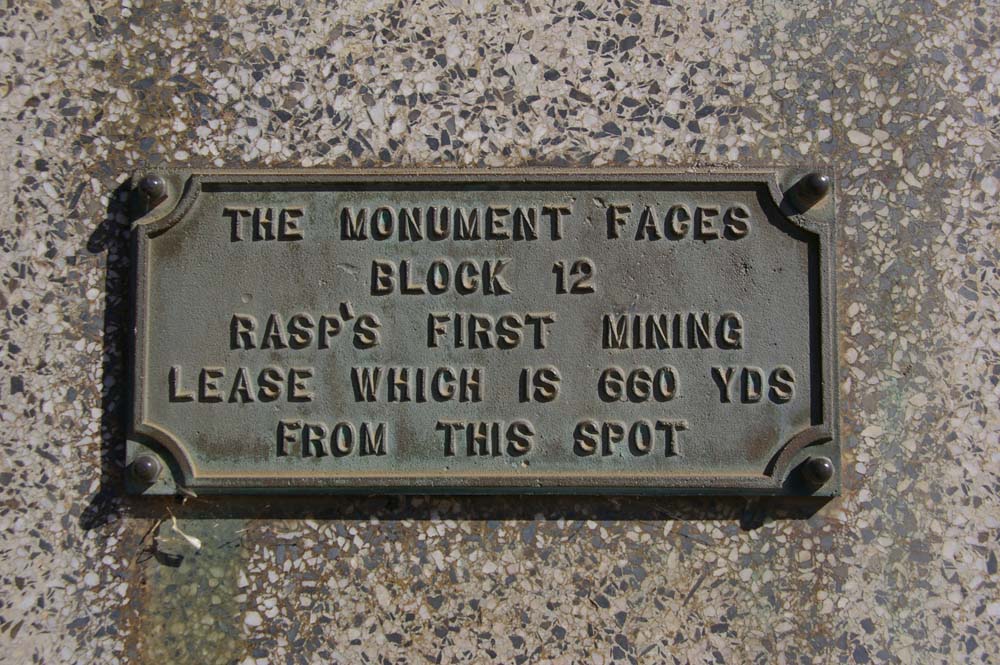 THE MONUMENT FACES
BLOCK 12
RASP'S FIRST MINING
LEASE WHICH IS 660 YDS
FROM THIS SPOT